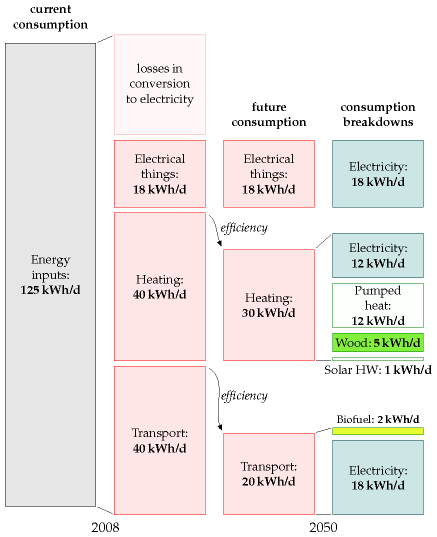 current
consumption
Energy
inputs:
125 kWh/d
losses in
conversion
to electricity
Electrical
things:
18 kWh/d
Heating:
40 kWh/d
Transport:
40 kWh/d
2008
efficiency
efficiency
future
consumption
Electrical
things:
18 kWh/d
Heating:
30 kWh/d
Transport:
20 kWh/d
2050
consumption
breakdowns
Electricity:
18 kWh/d
Electricity:
12 kWh/d
Pumped
heat:
12 kWh/d
Wood: 5 kWh/d
Solar HW: 1 kWh/d
Biofuel: 2 kWh/d
Electricity:
18 kWh/d